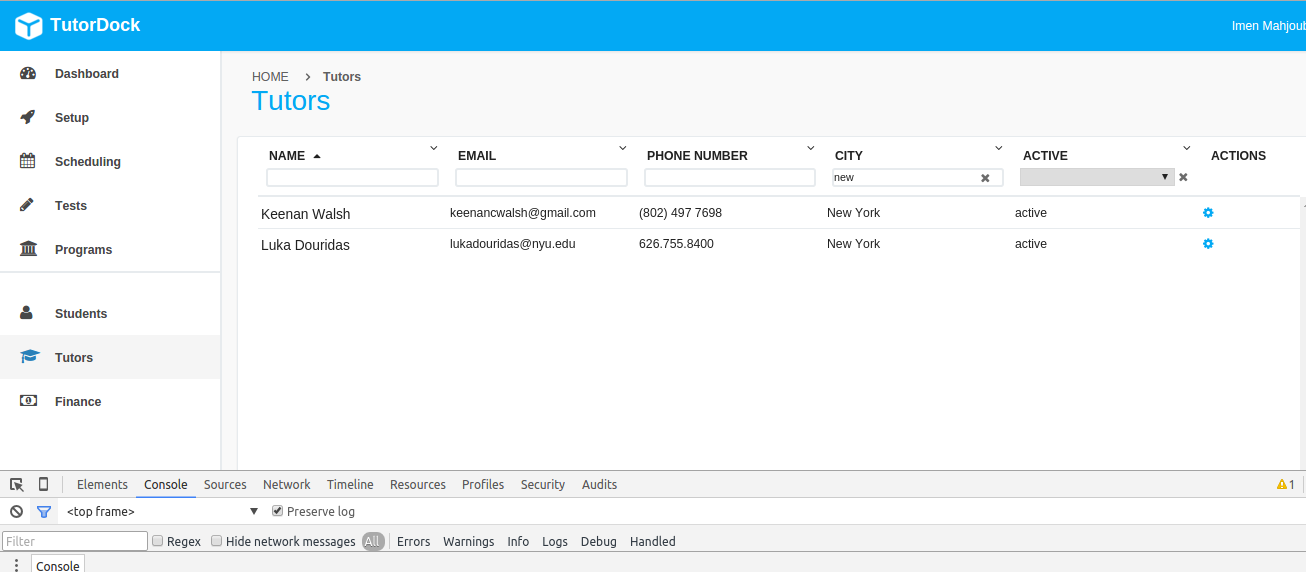 TutorDock
Imen Mahjoub
Dashboard
Setup
Scheduling
Tests
Programs
Students
Tutors
Finance
HOME > Tutors
Tutors
NAME EMAIL PHONE NUMBER CITY ACTIVE ACTIONS
new
Keenan Walsh keenancwalsh@gmail.com (802) 497 7698 New York active
Luka Douridas lukadouridas@nyu.edu 626.755.8400 New York active
Elements Console Sources Network Timeline Resources Profiles Security Audits 1
<top frame> Preserve log
Filter Regex Hide network messages All Errors Warnings Info Logs Debug Handled
Console